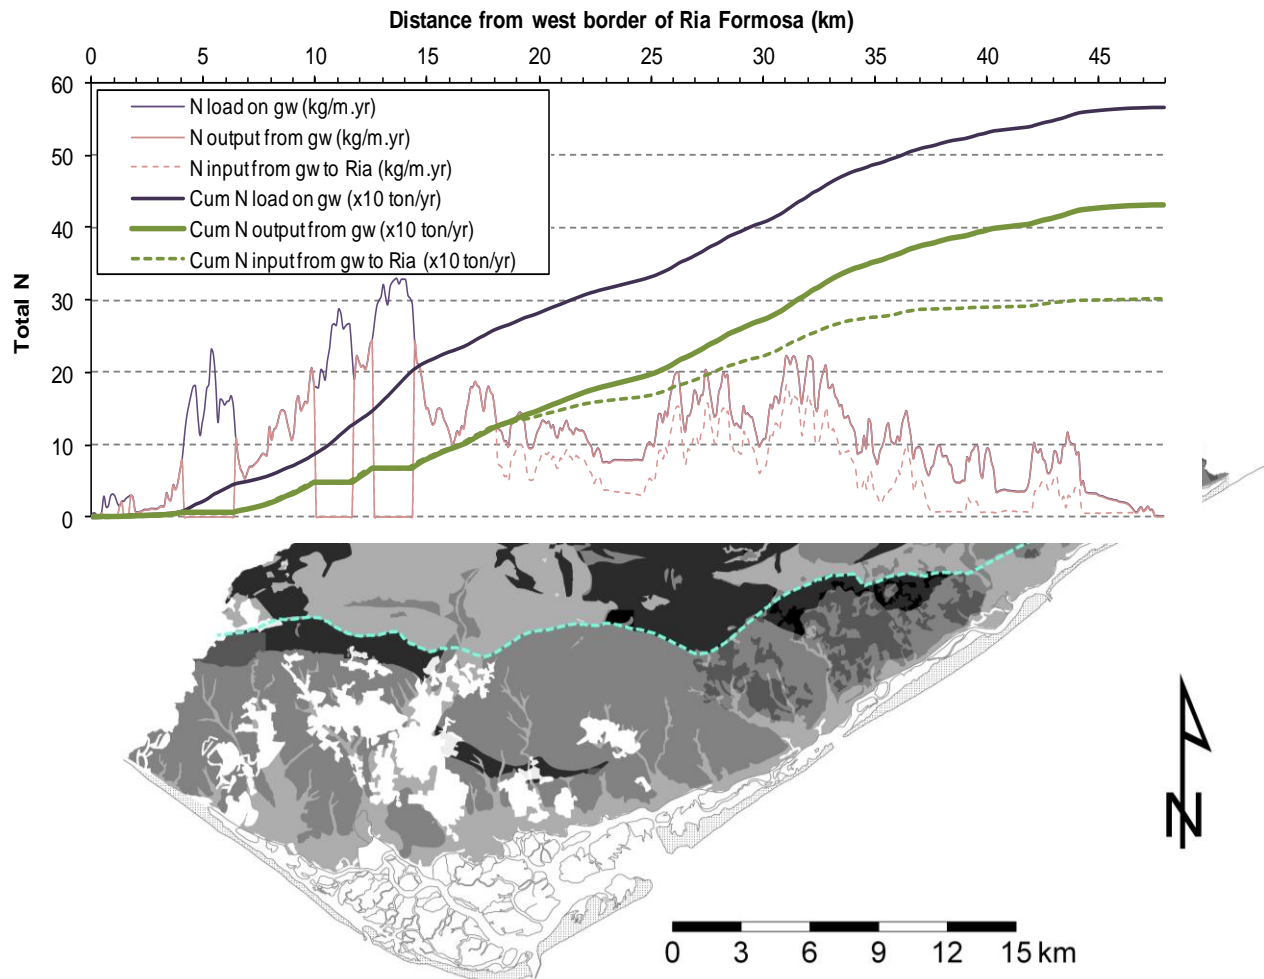 Distance from west border of Ria Formosa (km)
0 5 10 15 20 25 30 35 40 45
60
50
40
30
20
10
0
Total N
N load on gw (kg/m.yr)
N output from gw (kg/m.yr)
N input from gw to Ria (kg/m.yr)
Cum N load on gw (x10 ton/yr)
Cum N output from gw (x10 ton/yr)
Cum N input from gw to Ria (x10 ton/yr)
N
0 3 6 9 12 15 km